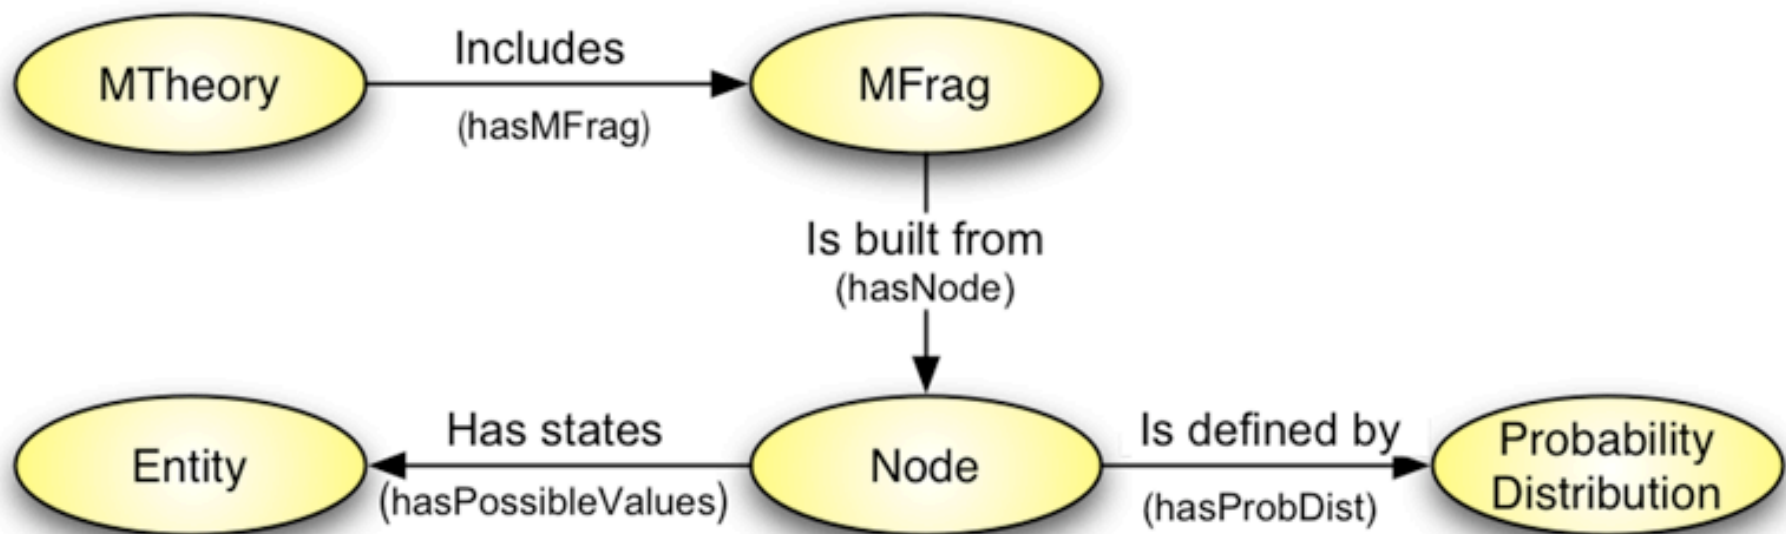 MTheory
Includes
(hasMFrag)
MFrag
Is built from
(hasNode)
Entity
Has states
(hasPossibleValues)
Node
Is defined by
(hasProbDist)
Probability
Distribution